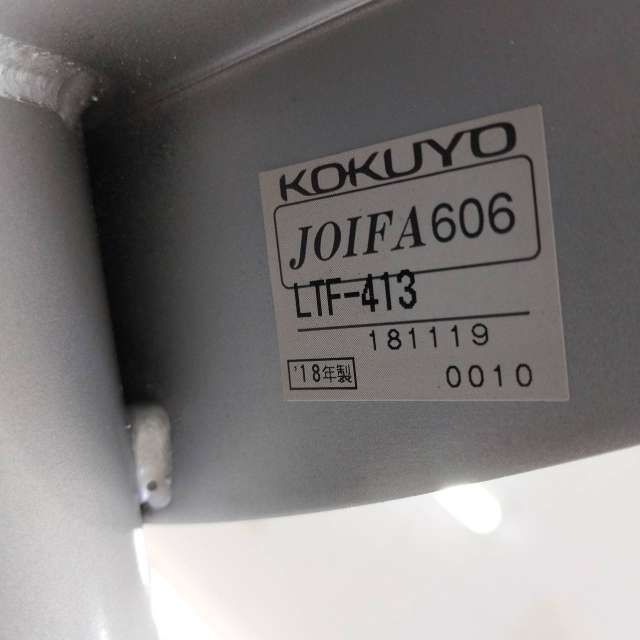 KOKUYO
JOIFA606
LTF-413
181119
'18年製
0010